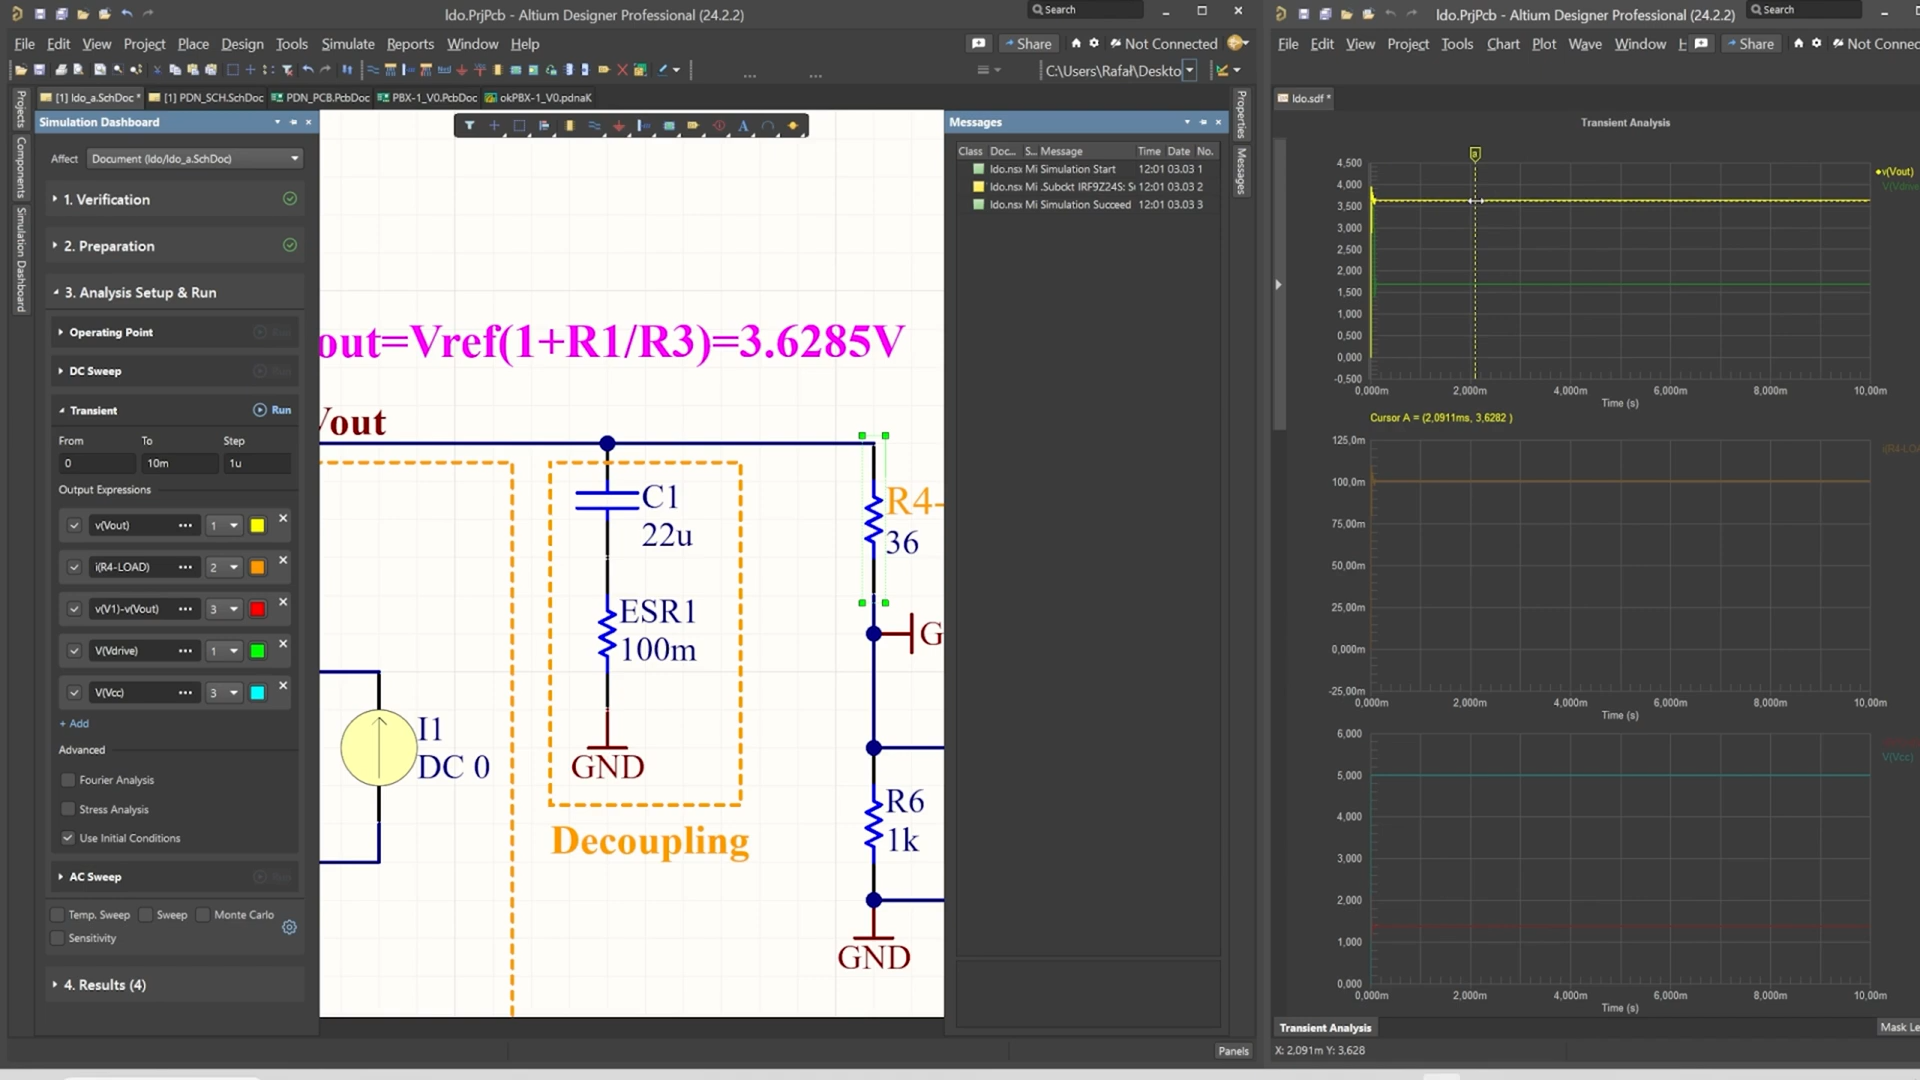 ldo.PrjPcb - Altium Designer Professional (24.2.2)
Search
File Edit View Project Place Design Tools Simulate Reports Window Help
Share
Not Connected
C:\Users\Rafał\Deskto
[1] ldo_a.SchDoc * [1] PDN_SCH.SchDoc PDN_PCB.PcbDoc PBX-1_V0.PcbDoc okPBX-1_V0.pdnaK
Projects
Components
Simulation Dashboard
Simulation Dashboard
Affect Document (ldo/ldo_a.SchDoc)
1. Verification
2. Preparation
3. Analysis Setup & Run
Operating Point
DC Sweep
Transient Run
From To Step
0 10m 1u
Output Expressions
v(Vout) ... 1
i(R4-LOAD) ... 2
v(V1)-v(Vout) ... 3
V(Vdrive) ... 1
V(Vcc) ... 3
+ Add
Advanced
Fourier Analysis
Stress Analysis
Use Initial Conditions
AC Sweep
Temp. Sweep Sweep Monte Carlo
Sensitivity
4. Results (4)
out=Vref(1+R1/R3)=3.6285V
Vout
C1
22u
ESR1
100m
GND
Decoupling
I1
DC 0
R4-
36
G
R6
1k
GND
Messages
Class Doc... S... Message Time Date No.
ldo.nsx Mi Simulation Start 12:01 03.03 1
ldo.nsx Mi .Subckt IRF9Z24S: 12:01 03.03 2
ldo.nsx Mi Simulation Succeed 12:01 03.03 3
Properties
Messages
Panels
ldo.PrjPcb - Altium Designer Professional (24.2.2)
Search
File Edit View Project Tools Chart Plot Wave Window H
Share
Not Connec
ldo.sdf *
Transient Analysis
a
v(Vout)
V(Vdrive
4,500
4,000
3,500
3,000
2,500
2,000
1,500
1,000
0,500
0,000
-0,500
0,000m 2,000m 4,000m 6,000m 8,000m 10,00m
Time (s)
Cursor A = (2,0911ms, 3,6282 )
i(R4-LOA
125,0m
100,0m
75,00m
50,00m
25,00m
0,000m
-25,00m
0,000m 2,000m 4,000m 6,000m 8,000m 10,00m
Time (s)
V(Vcc)
6,000
5,000
4,000
3,000
2,000
1,000
0,000
0,000m 2,000m 4,000m 6,000m 8,000m 10,00m
Time (s)
Transient Analysis
Mask Le
X: 2,091m Y: 3,628